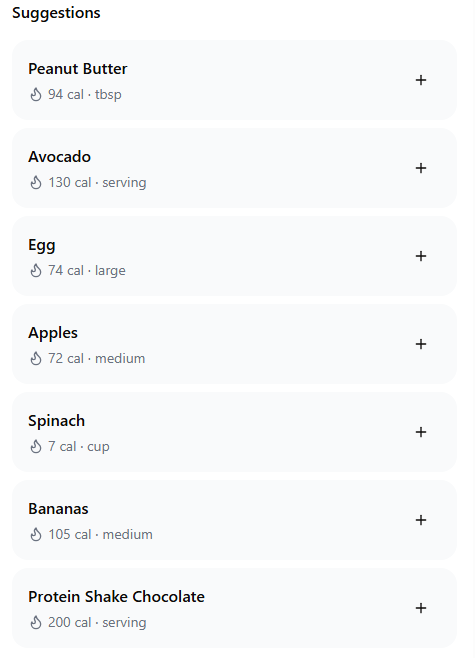 Suggestions
Peanut Butter
94 cal · tbsp
Avocado
130 cal · serving
Egg
74 cal · large
Apples
72 cal · medium
Spinach
7 cal · cup
Bananas
105 cal · medium
Protein Shake Chocolate
200 cal · serving